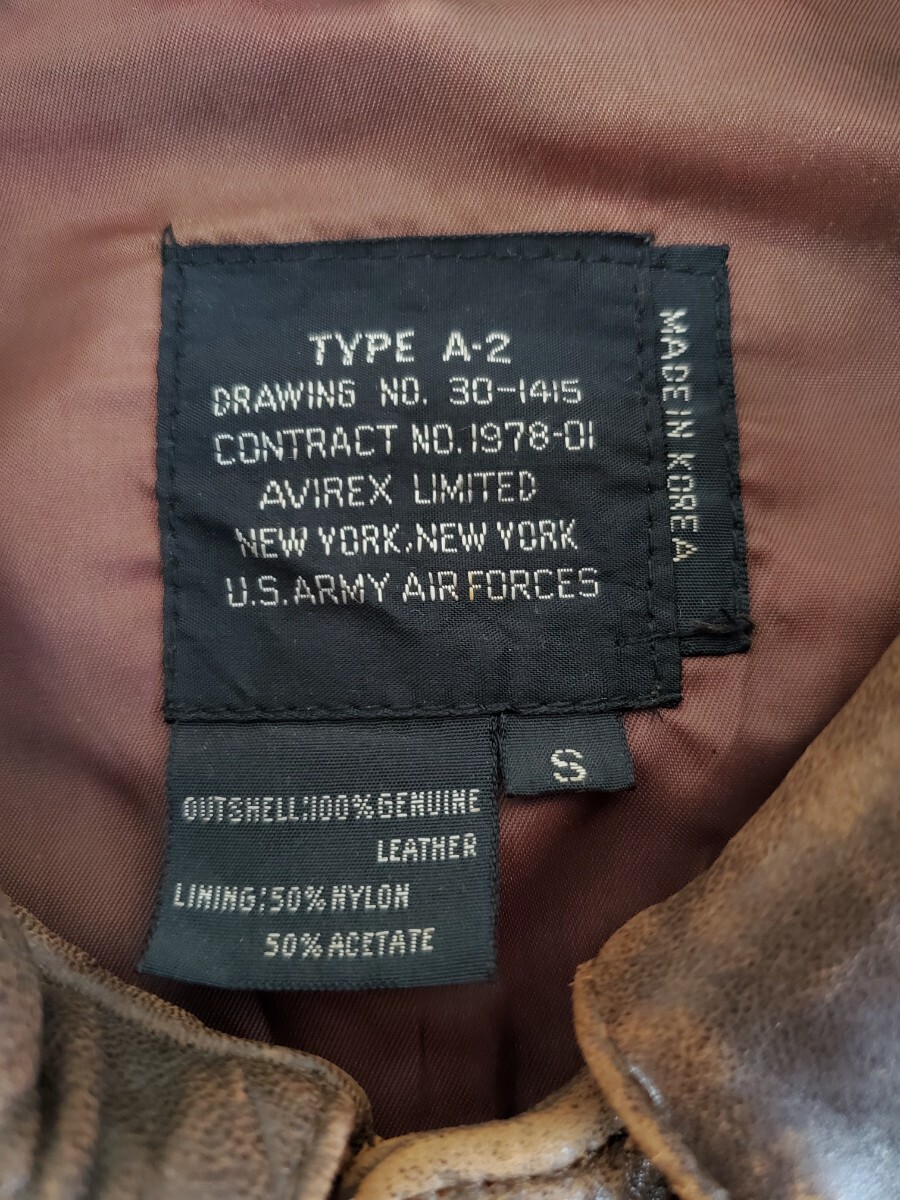 TYPE A-2
DRAWING NO. 30-1415
CONTRACT NO.1978-01
AVIREX LIMITED
NEW YORK,NEW YORK
U.S.ARMY AIR FORCES
MADE IN KOREA
S
OUTSHELL:100%GENUINE
LEATHER
LINING:50%NYLON
50%ACETATE